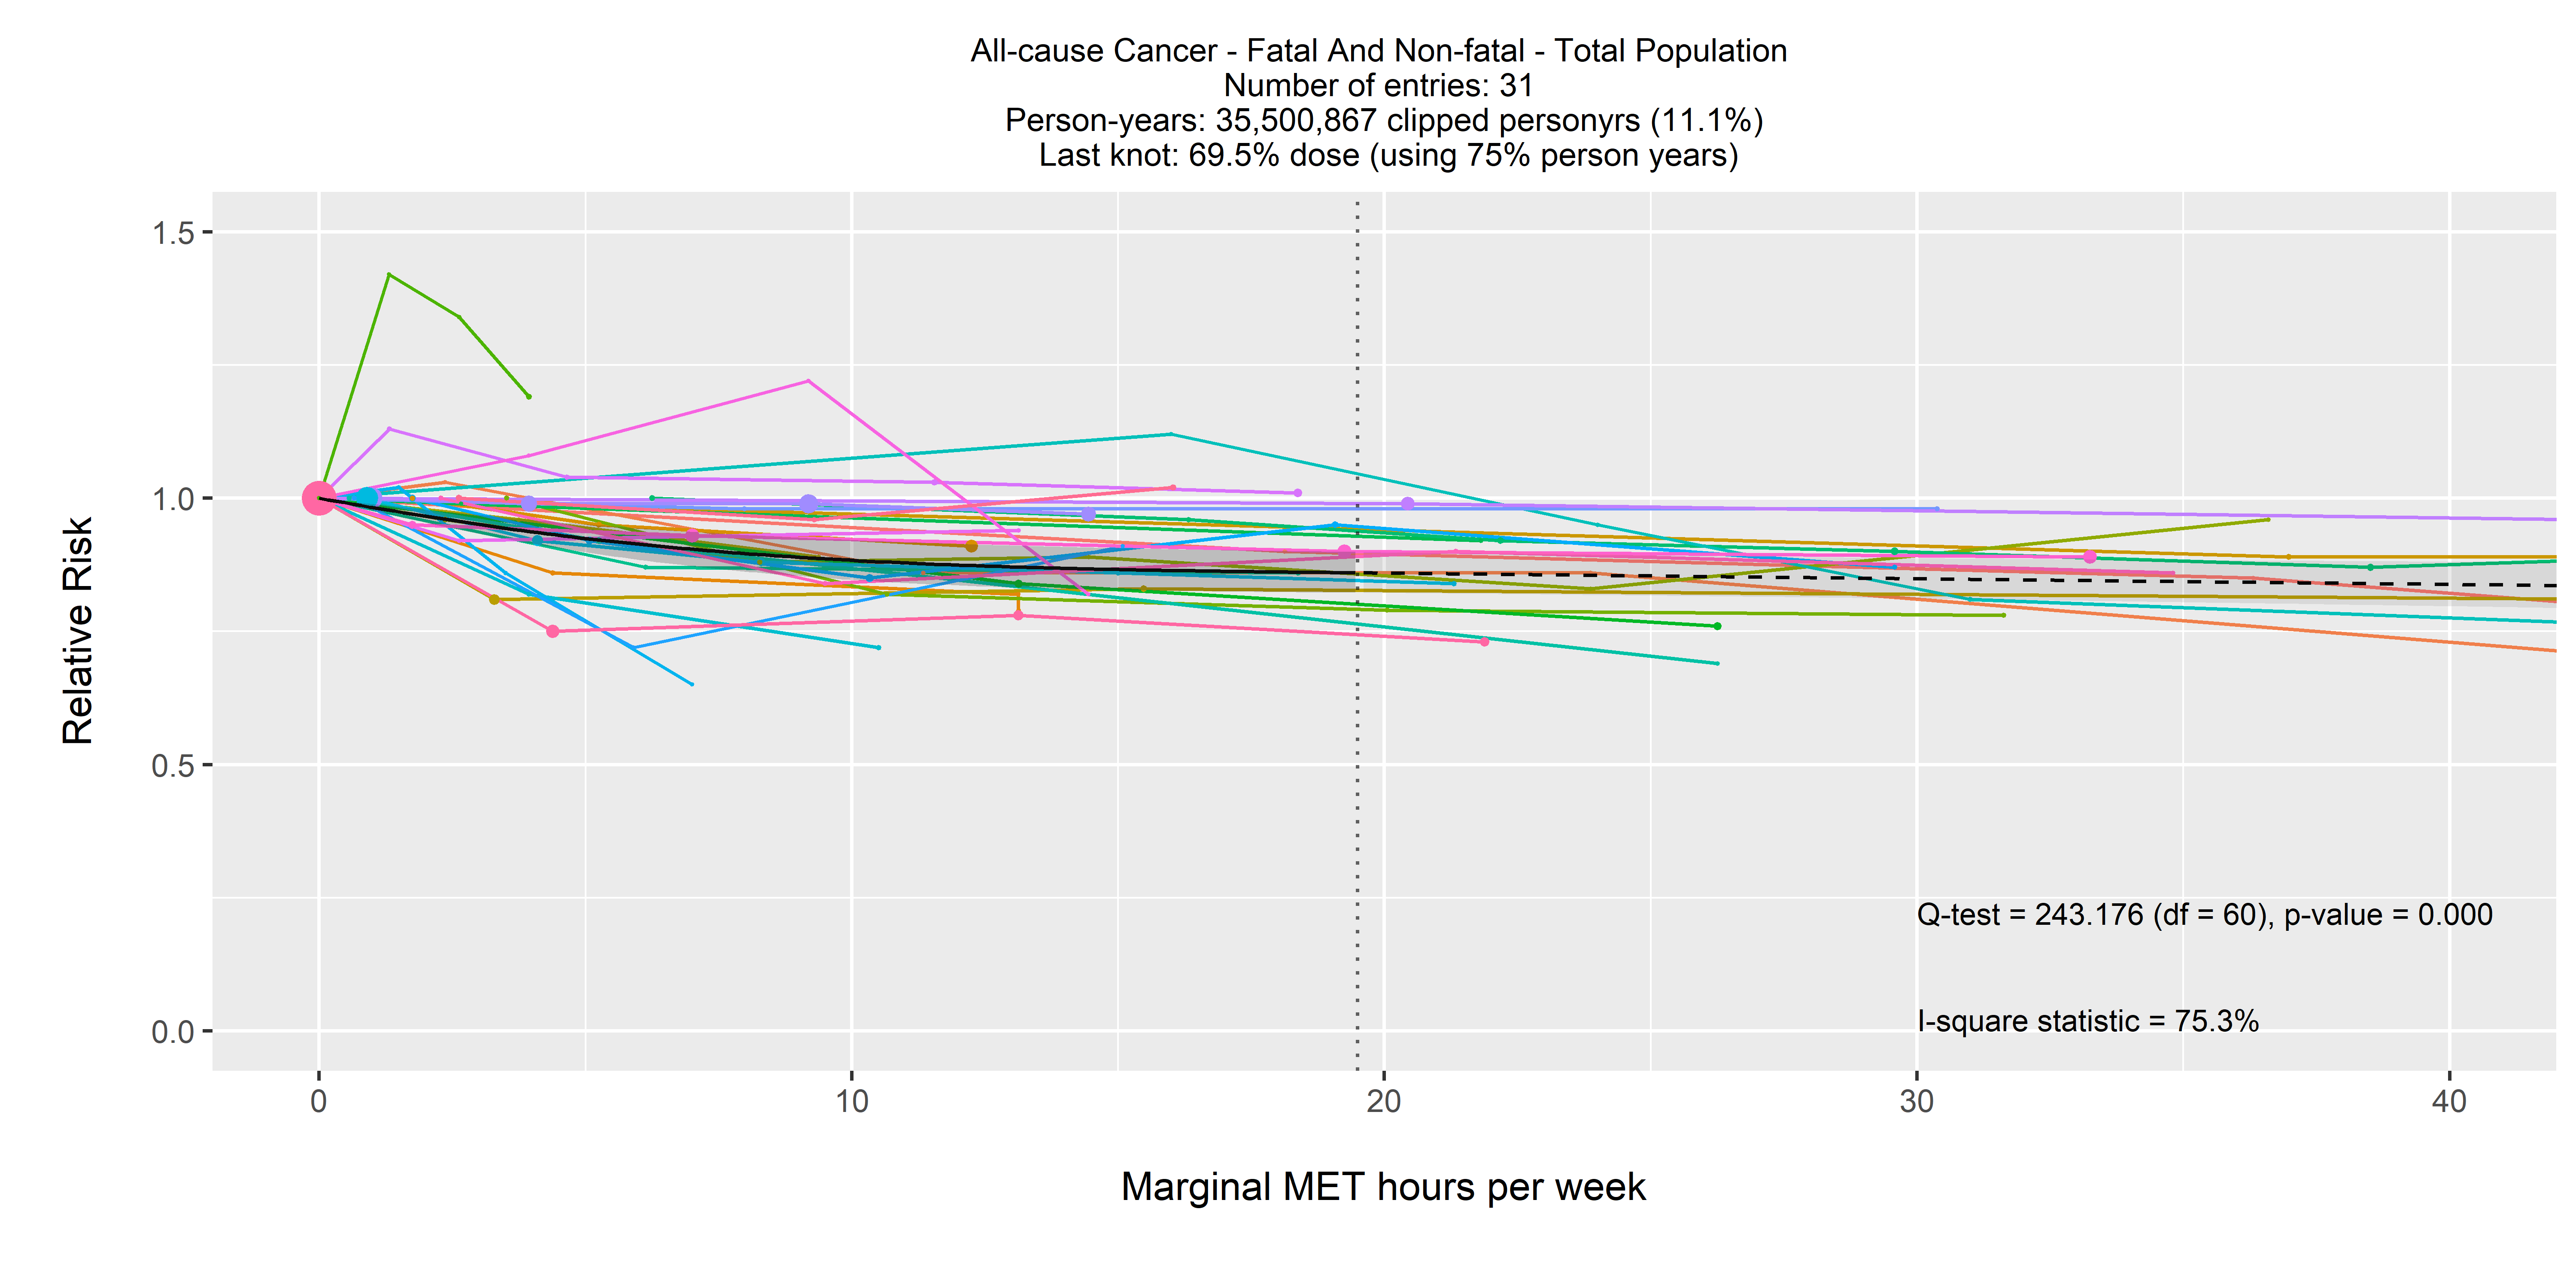 All-cause Cancer - Fatal And Non-fatal - Total Population
Number of entries: 31
Person-years: 35,500,867 clipped personyrs (11.1%)
Last knot: 69.5% dose (using 75% person years)
1.5
1.0
0.5
0.0
Relative Risk
Q-test = 243.176 (df = 60), p-value = 0.000
I-square statistic = 75.3%
0 10 20 30 40
Marginal MET hours per week